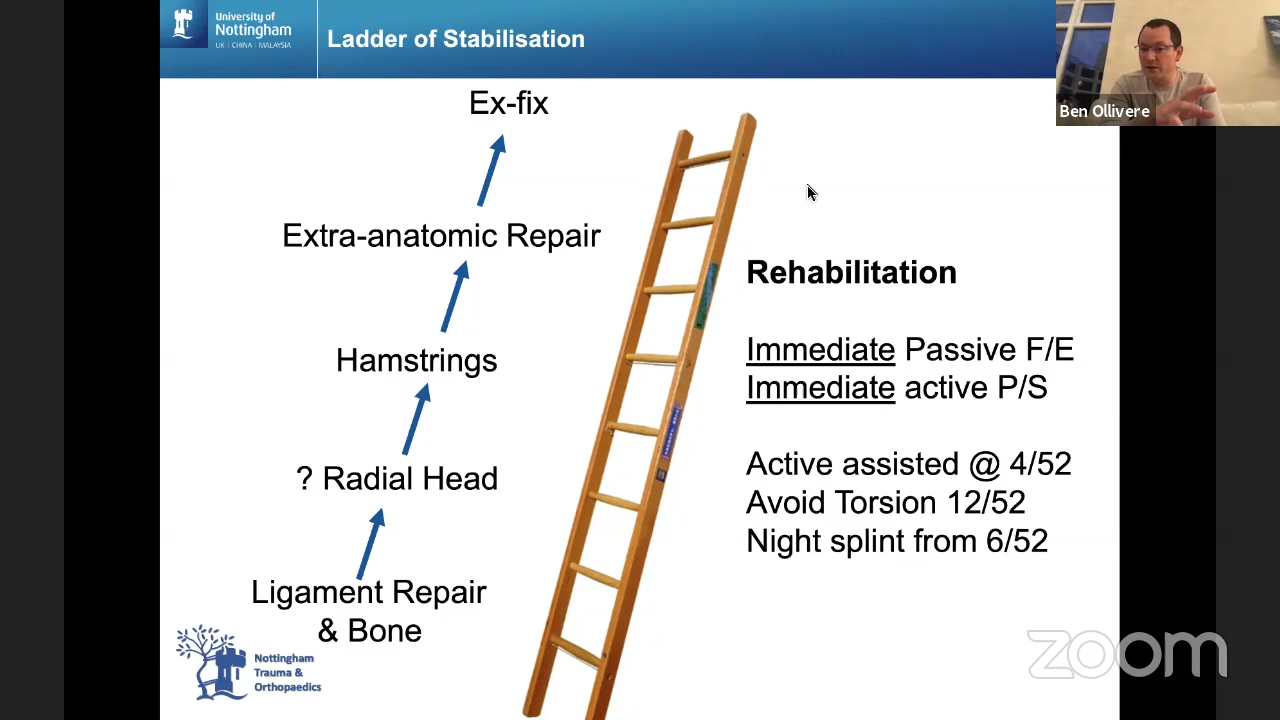 University of
Nottingham
UK | CHINA | MALAYSIA
Ladder of Stabilisation
Ben Ollivere
Ex-fix
Extra-anatomic Repair
Hamstrings
? Radial Head
Ligament Repair
& Bone
Rehabilitation
Immediate Passive F/E
Immediate active P/S
Active assisted @ 4/52
Avoid Torsion 12/52
Night splint from 6/52
Nottingham
Trauma &
Orthopaedics
zoom